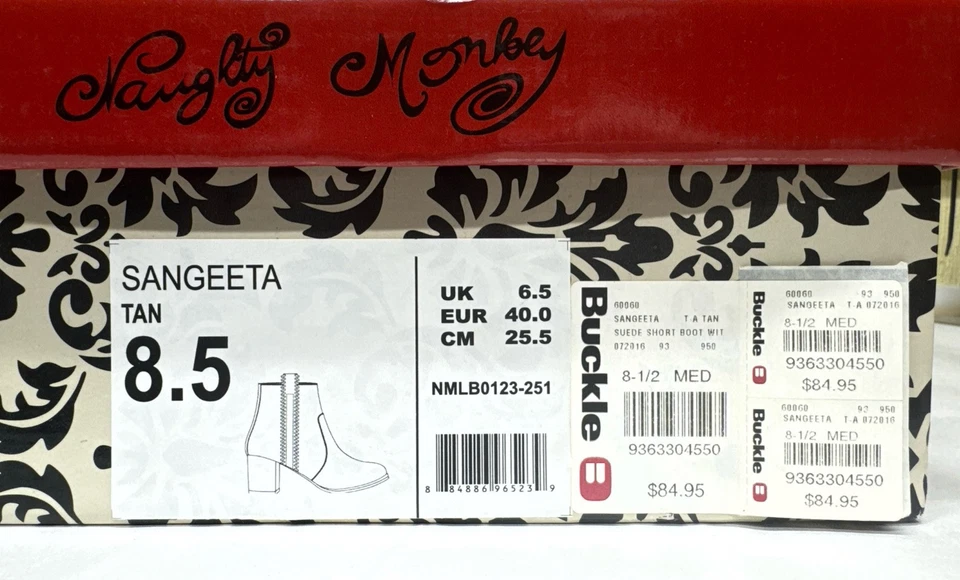 Naughty Monkey
SANGEETA
TAN
8.5
UK 6.5
EUR 40.0
CM 25.5
NMLB0123-251
8 84886 96523 9
Buckle
B
60060
SANGEETA T A TAN
SUEDE SHORT BOOT WIT
072016 93 950
8-1/2 MED
9363304550
$84.95
Buckle
B
60060 93 950
SANGEETA T A 072016
8-1/2 MED
9363304550
$84.95
Buckle
B
60060 93 950
SANGEETA T A 072016
8-1/2 MED
9363304550
$84.95